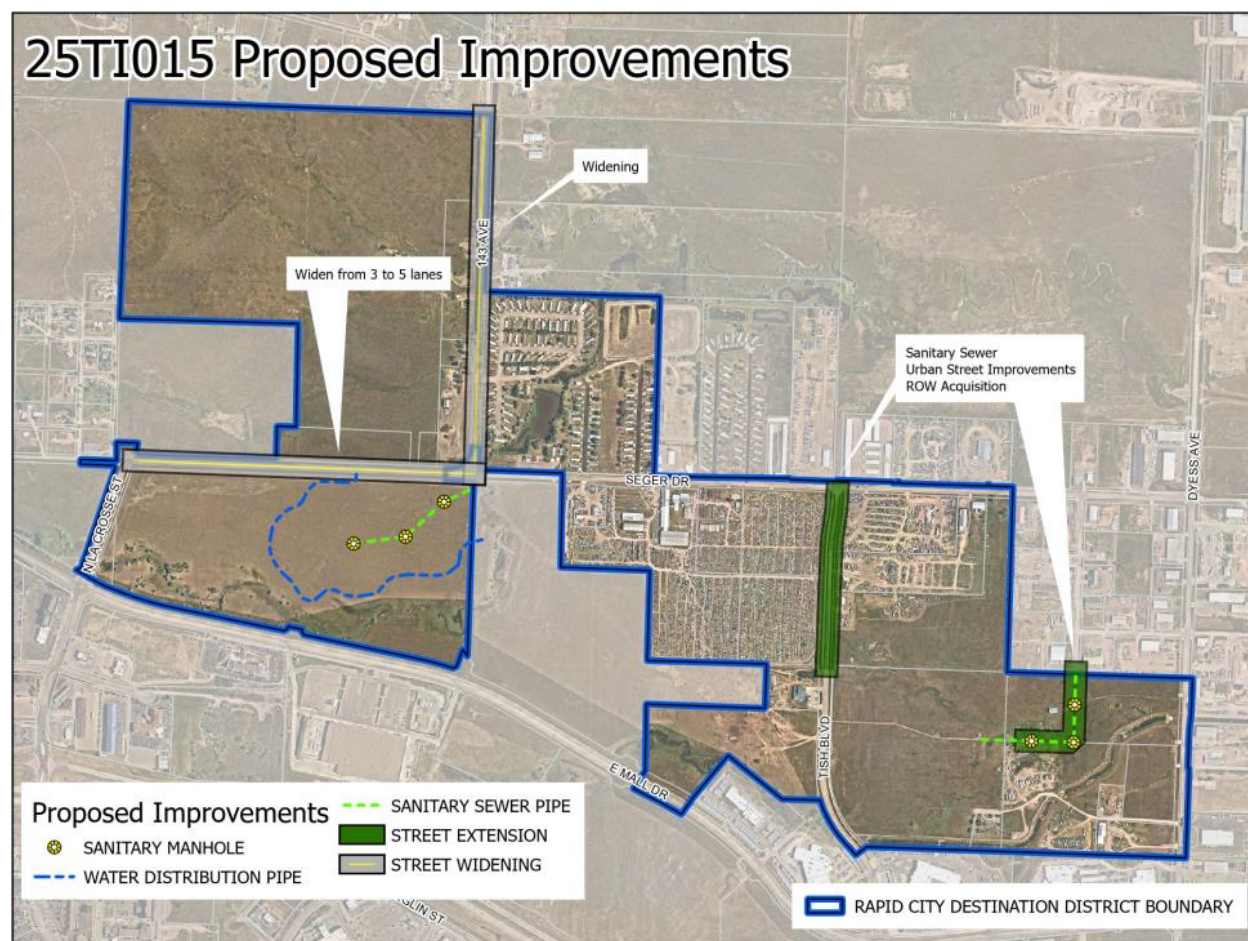 25TI015 Proposed Improvements
Widening
143 AVE
Widen from 3 to 5 lanes
Sanitary Sewer
Urban Street Improvements
ROW Acquisition
DYESS AVE
SEGER DR
N LA CROSSE ST
TISH BLVD
E MALL DR
Proposed Improvements
SANITARY MANHOLE
WATER DISTRIBUTION PIPE
SANITARY SEWER PIPE
STREET EXTENSION
STREET WIDENING
GLIN ST
RAPID CITY DESTINATION DISTRICT BOUNDARY